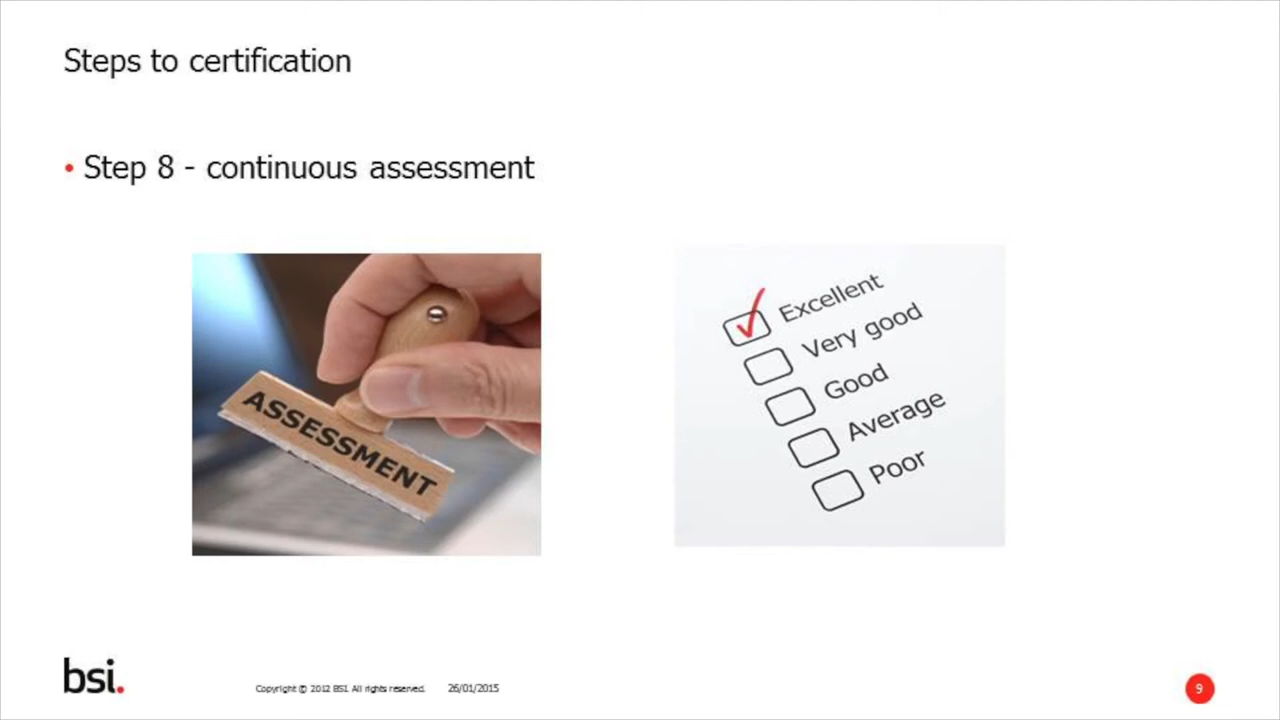 Steps to certification
• Step 8 - continuous assessment
ASSESSMENT
Excellent
Very good
Good
Average
Poor
bsi.
Copyright © 2012 BSI. All rights reserved. 26/01/2015
9